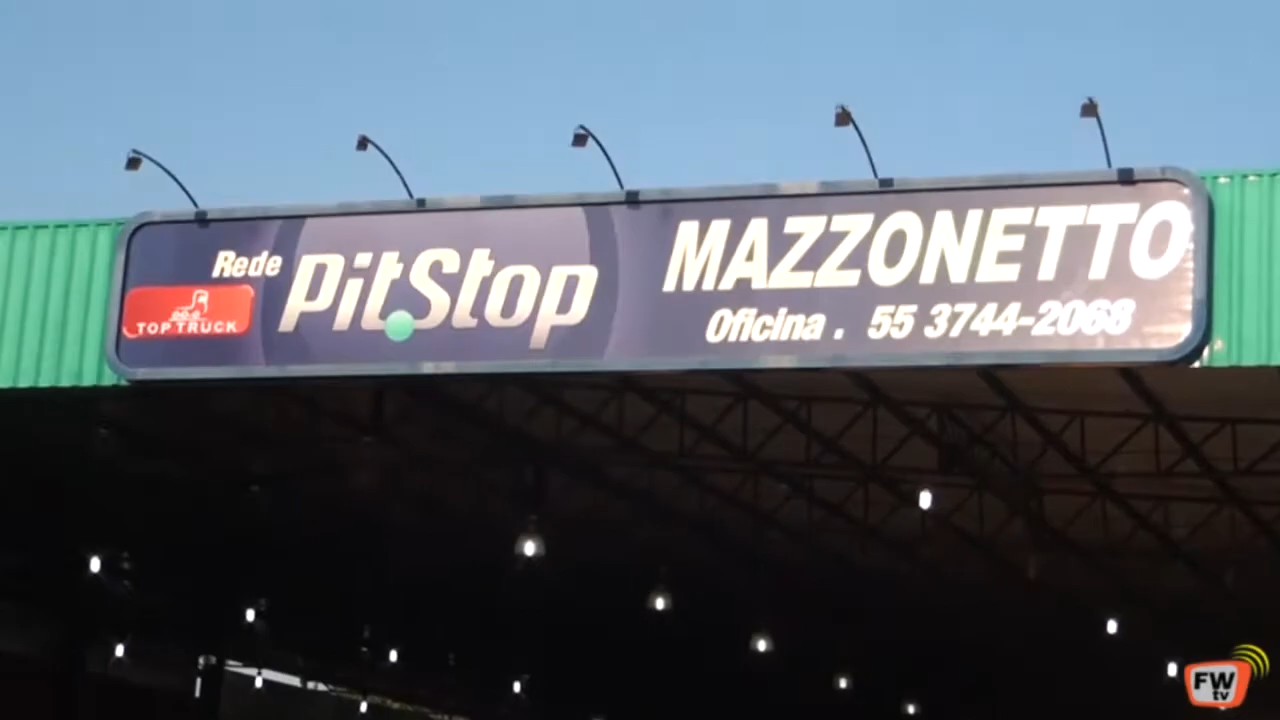 Rede
TOP TRUCK
PitStop
MAZZONETTO
Oficina . 55 3744-2068
FW
tv